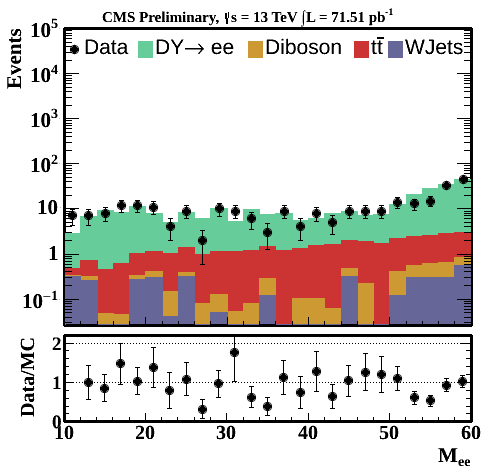 CMS Preliminary, √s = 13 TeV ∫L = 71.51 pb⁻¹
Events
Data DY→ ee Diboson tt̄ WJets
10⁵
10⁴
10³
10²
10
1
10⁻¹
Data/MC
2
1
0
10 20 30 40 50 60
Mₑₑ